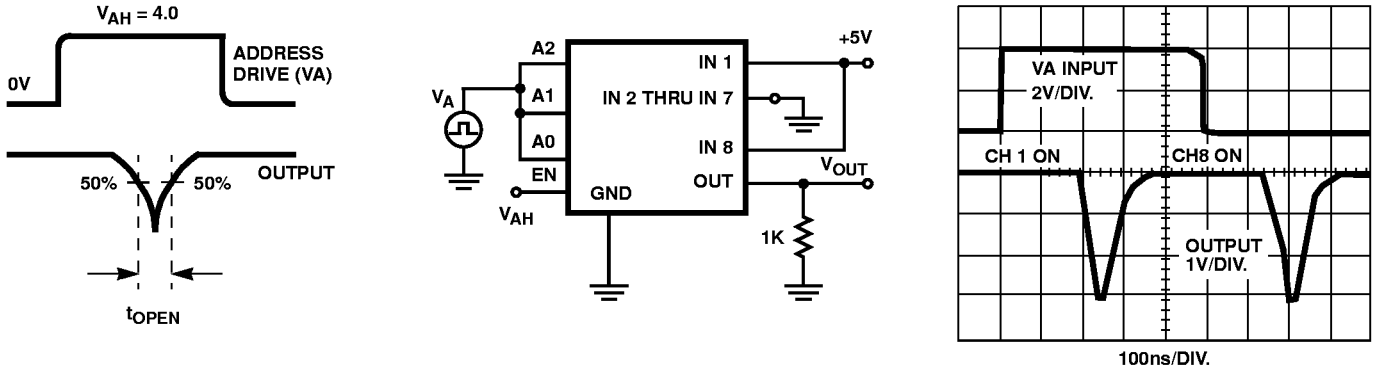 V_AH = 4.0
ADDRESS
DRIVE (VA)
0V
OUTPUT
50%
50%
t_OPEN
V_A
A2
A1
A0
EN
V_AH
GND
IN 1
IN 2 THRU IN 7
IN 8
OUT
+5V
V_OUT
1K
VA INPUT
2V/DIV.
CH 1 ON
CH8 ON
OUTPUT
1V/DIV.
100ns/DIV.